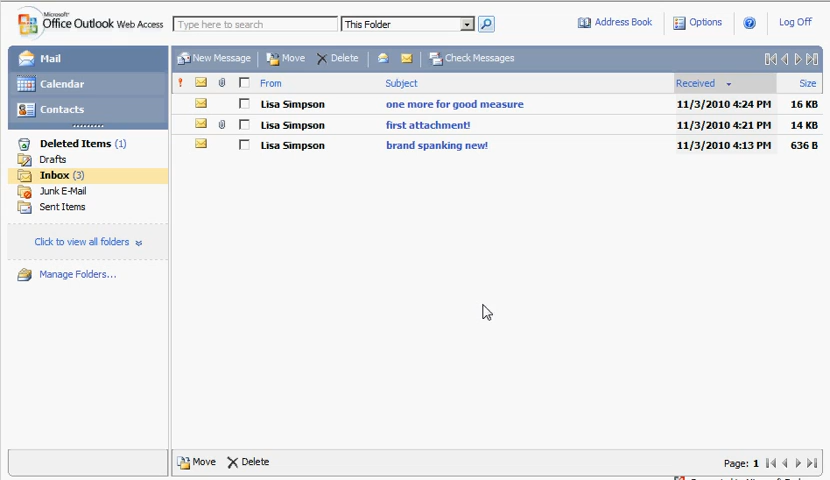 Microsoft
Office Outlook Web Access
Type here to search
This Folder
Address Book
Options
Log Off
Mail
Calendar
Contacts
Deleted Items (1)
Drafts
Inbox (3)
Junk E-Mail
Sent Items
Click to view all folders
Manage Folders...
New Message Move Delete Check Messages
From Subject Received Size
Lisa Simpson one more for good measure 11/3/2010 4:24 PM 16 KB
Lisa Simpson first attachment! 11/3/2010 4:21 PM 14 KB
Lisa Simpson brand spanking new! 11/3/2010 4:13 PM 636 B
Move Delete Page: 1